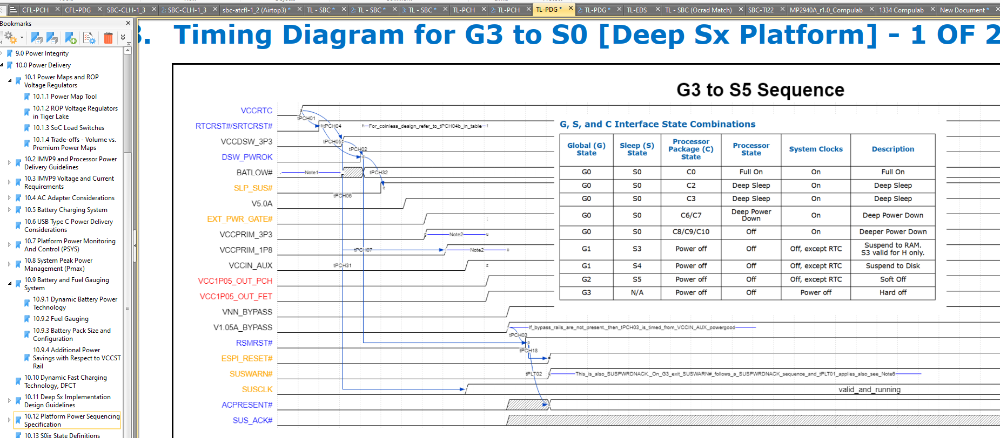 CFL-PCH
CFL-PDG
SBC-CLH-1_3
2: SBC-CLH-1_3
sbc-atcfl-1_2 (Airtop3) *
TL - SBC *
2: TL - SBC *
3: TL - SBC *
TL-PCH
2: TL-PCH
TL-PDG *
2: TL-PDG *
TL-EDS
TL - SBC (Ocrad Match)
SBC-TI22
MP2940A_r1.0_Compulab
1334 Compulab
New Document *
Bookmarks
9.0 Power Integrity
10.0 Power Delivery
10.1 Power Maps and ROP
Voltage Regulators
10.1.1 Power Map Tool
10.1.2 ROP Voltage Regulators
in Tiger Lake
10.1.3 SoC Load Switches
10.1.4 Trade-offs - Volume vs.
Premium Power Maps
10.2 IMVP9 and Processor Power
Delivery Guidelines
10.3 IMVP9 Voltage and Current
Requirements
10.4 AC Adapter Considerations
10.5 Battery Charging System
10.6 USB Type C Power Delivery
Considerations
10.7 Platform Power Monitoring
And Control (PSYS)
10.8 System Peak Power
Management (Pmax)
10.9 Battery and Fuel Gauging
System
10.9.1 Dynamic Battery Power
Technology
10.9.2 Fuel Gauging
10.9.3 Battery Pack Size and
Configuration
10.9.4 Additional Power
Savings with Respect to VCCST
Rail
10.10 Dynamic Fast Charging
Technology, DFCT
10.11 Deep Sx Implementation
Design Guidelines
10.12 Platform Power Sequencing
Specification
10.13 S0ix State Definitions
Timing Diagram for G3 to S0 [Deep Sx Platform] - 1 OF 2
G3 to S5 Sequence
VCCRTC
tPCH01
RTCRST#/SRTCRST#
tPCH04
h—For_coinless_design_refer_to_tPCH04b_in_table—t
VCCDSW_3P3
tPCH05
tPCH02
DSW_PWROK
BATLOW#
Note1
tPCH32
SLP_SUS#
tPCH06
V5.0A
EXT_PWR_GATE#
VCCPRIM_3P3
Note2
VCCPRIM_1P8
tPCH07
Note2
VCCIN_AUX
tPCH31
VCC1P05_OUT_PCH
VCC1P05_OUT_FET
VNN_BYPASS
V1.05A_BYPASS
If_bypass_rails_are_not_present,_then_tPCH03_is_timed_from_VCCIN_AUX_powergood
tPCH03
RSMRST#
tPCH18
ESPI_RESET#
SUSWARN#
tPLT02
This_is_also_SUSPWRDNACK._On_G3_exit_SUSWARN#_follows_a_SUSPWRDNACK_sequence_and_tPLT01_applies_also_see_Note6
SUSCLK
valid_and_running
ACPRESENT#
SUS_ACK#
G, S, and C Interface State Combinations
Global (G) State	Sleep (S) State	Processor Package (C) State	Processor State	System Clocks	Description
G0	S0	C0	Full On	On	Full On
G0	S0	C2	Deep Sleep	On	Deep Sleep
G0	S0	C3	Deep Sleep	On	Deep Sleep
G0	S0	C6/C7	Deep Power Down	On	Deep Power Down
G0	S0	C8/C9/C10	Off	On	Deeper Power Down
G1	S3	Power off	Off	Off, except RTC	Suspend to RAM. S3 valid for H only.
G1	S4	Power off	Off	Off, except RTC	Suspend to Disk
G2	S5	Power off	Off	Off, except RTC	Soft Off
G3	N/A	Power off	Off	Power off	Hard off